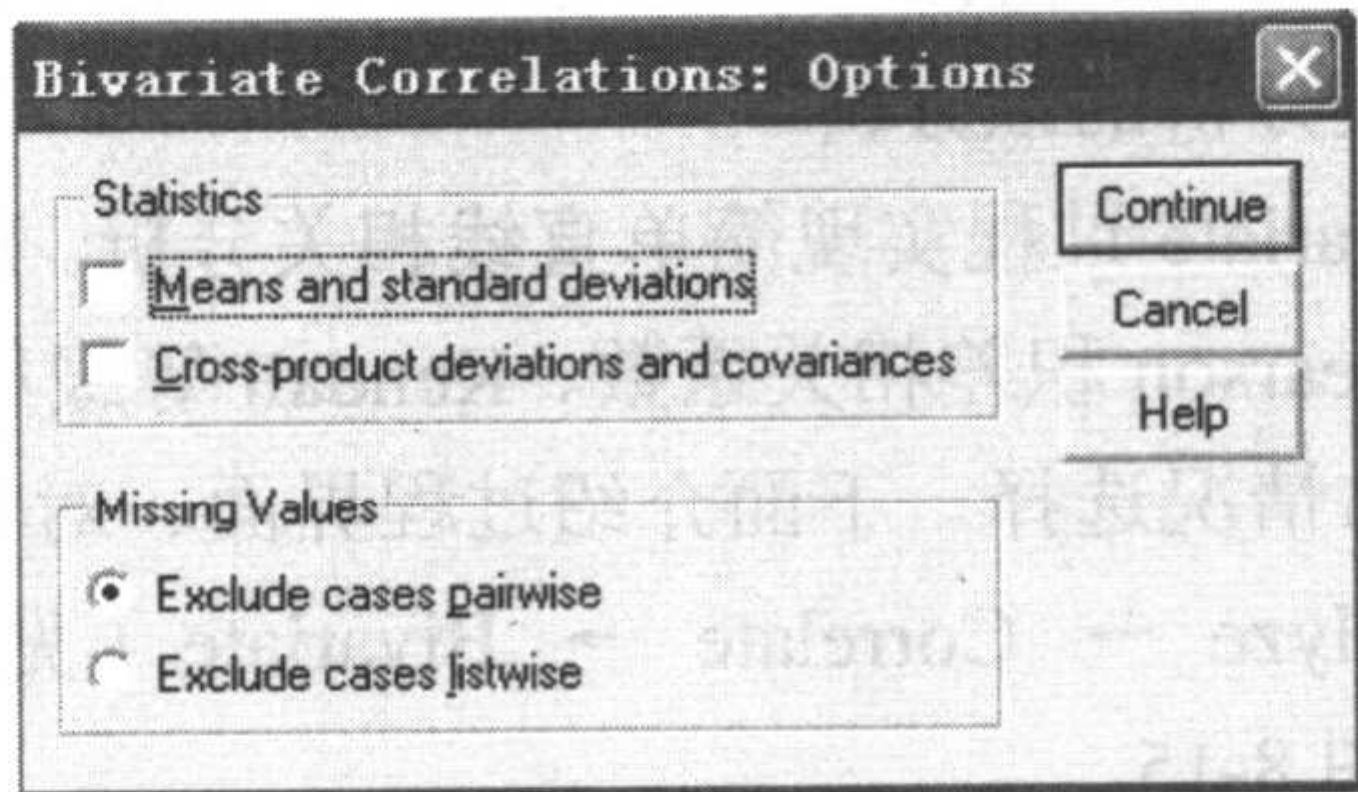 Bivariate Correlations: Options
Statistics
Means and standard deviations
Cross-product deviations and covariances
Missing Values
Exclude cases pairwise
Exclude cases listwise
Continue
Cancel
Help